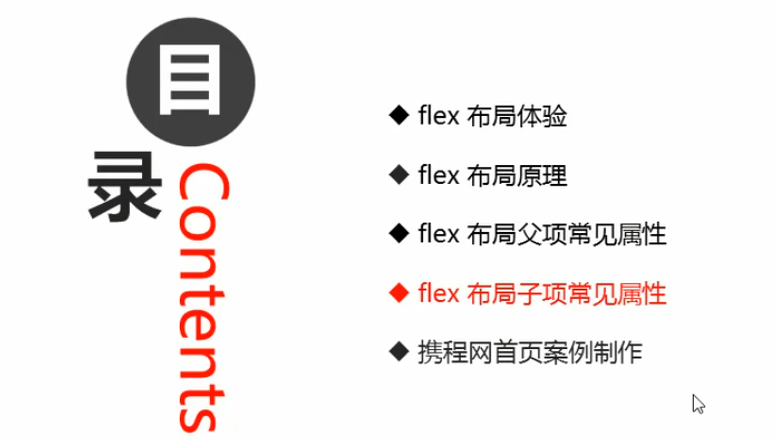 目录
Contents
◆ flex 布局体验
◆ flex 布局原理
◆ flex 布局父项常见属性
◆ flex 布局子项常见属性
◆ 携程网首页案例制作